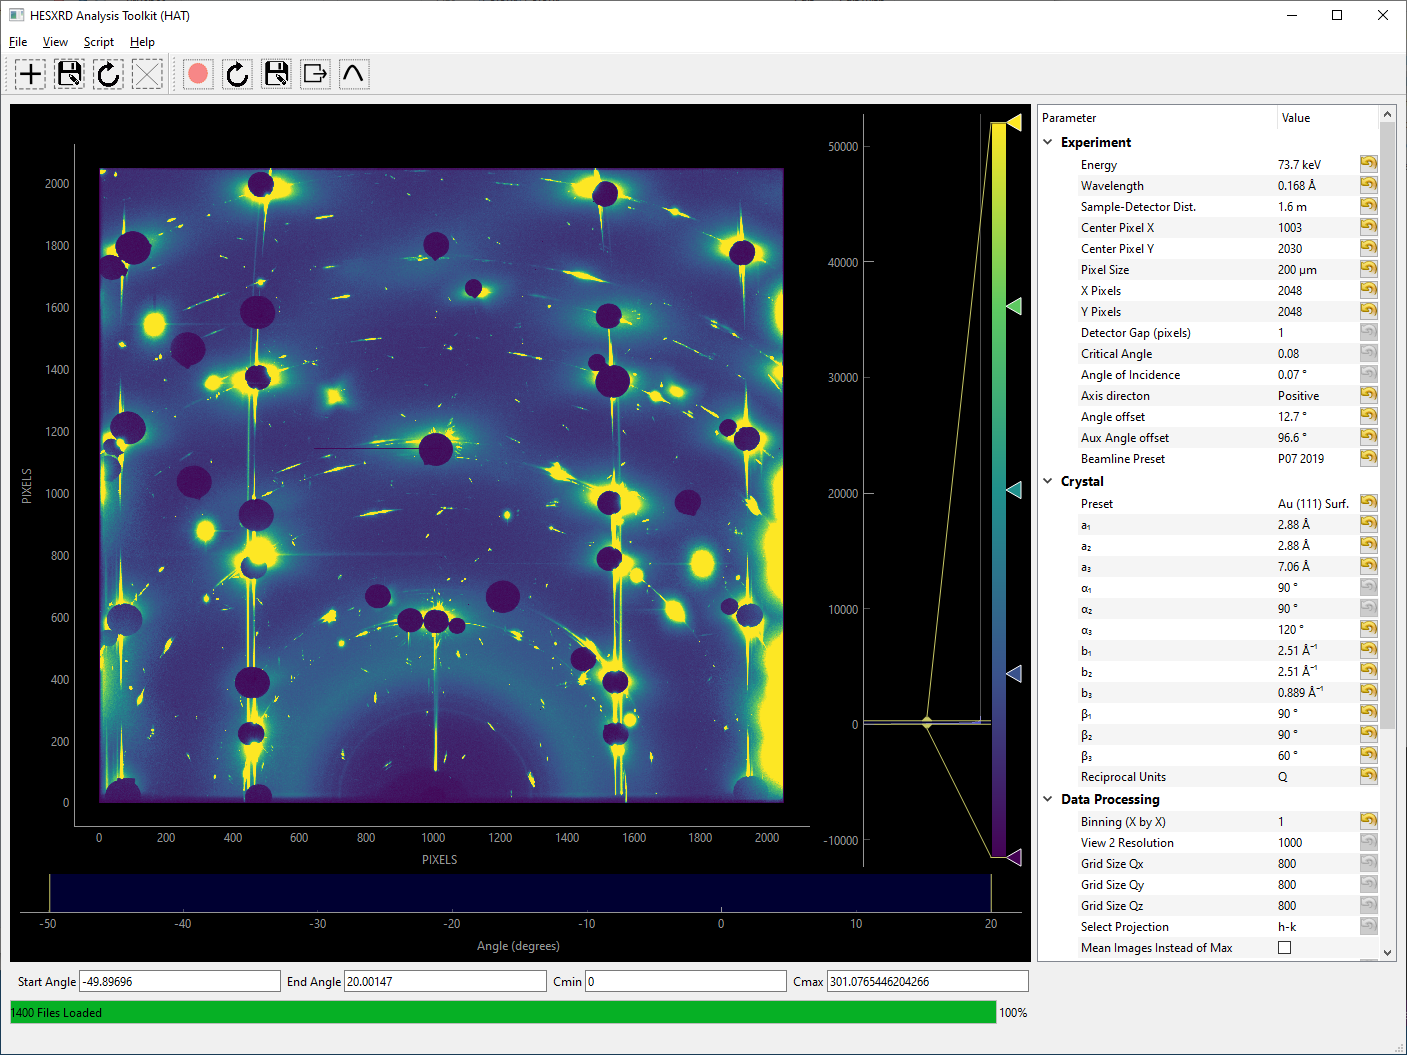 HESXRD Analysis Toolkit (HAT)
File View Script Help
PIXELS
2000
1800
1600
1400
1200
1000
800
600
400
200
0
0 200 400 600 800 1000 1200 1400 1600 1800 2000
PIXELS
50000
40000
30000
20000
10000
0
-10000
-50 -40 -30 -20 -10 0 10 20
Angle (degrees)
Start Angle -49.89696 End Angle 20.00147 Cmin 0 Cmax 301.0765446204266
1400 Files Loaded 100%
Parameter Value
Experiment
Energy 73.7 keV
Wavelength 0.168 Å
Sample-Detector Dist. 1.6 m
Center Pixel X 1003
Center Pixel Y 2030
Pixel Size 200 µm
X Pixels 2048
Y Pixels 2048
Detector Gap (pixels) 1
Critical Angle 0.08
Angle of Incidence 0.07 °
Axis directon Positive
Angle offset 12.7 °
Aux Angle offset 96.6 °
Beamline Preset P07 2019
Crystal
Preset Au (111) Surf.
a₁ 2.88 Å
a₂ 2.88 Å
a₃ 7.06 Å
α₁ 90 °
α₂ 90 °
α₃ 120 °
b₁ 2.51 Å⁻¹
b₂ 2.51 Å⁻¹
b₃ 0.889 Å⁻¹
β₁ 90 °
β₂ 90 °
β₃ 60 °
Reciprocal Units Q
Data Processing
Binning (X by X) 1
View 2 Resolution 1000
Grid Size Qx 800
Grid Size Qy 800
Grid Size Qz 800
Select Projection h-k
Mean Images Instead of Max